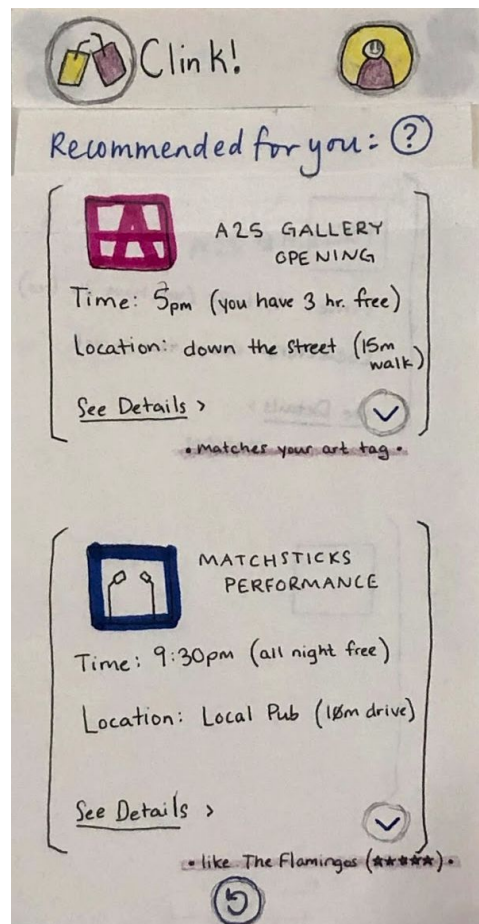 Clink!
Recommended for you: ?
A25 GALLERY
OPENING
Time: 5pm (you have 3 hr. free)
Location: down the street (15m
walk)
See Details >
• matches your art tag •
MATCHSTICKS
PERFORMANCE
Time: 9:30pm (all night free)
Location: Local Pub (10m drive)
See Details >
• like The Flamingos (★★★★★) •